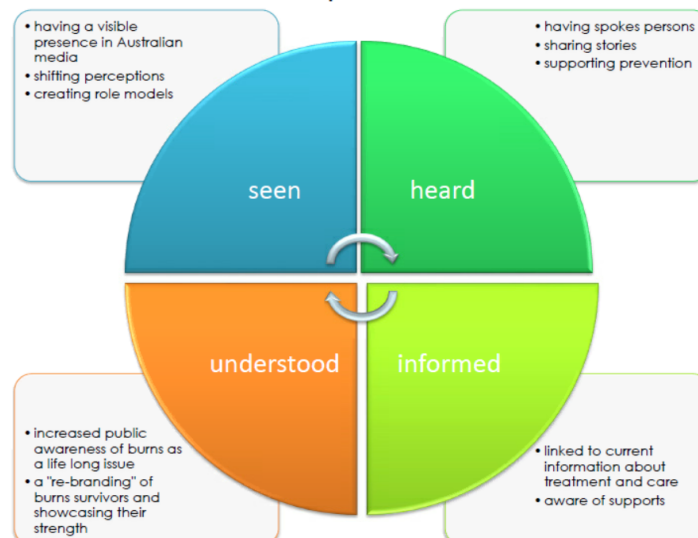 • having a visible
presence in Australian
media
• shifting perceptions
• creating role models
• having spokes persons
• sharing stories
• supporting prevention
seen
heard
understood
informed
• increased public
awareness of burns as
a life long issue
• a "re-branding" of
burns survivors and
showcasing their
strength
• linked to current
information about
treatment and care
• aware of supports